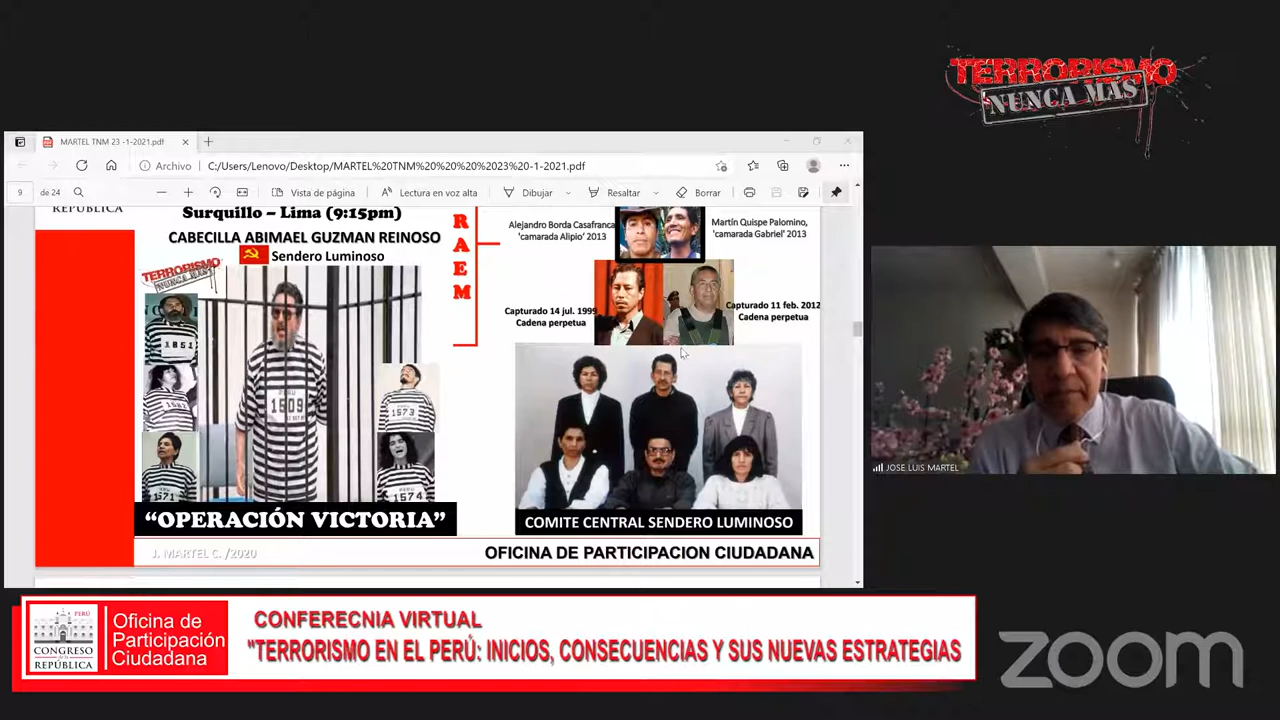 TERRORISMO
NUNCA MÁS
MARTEL TNM 23 -1-2021.pdf
Archivo
C:/Users/Lenovo/Desktop/MARTEL%20TNM%20%20%20%2023%20-1-2021.pdf
9
de 24
Vista de página
Lectura en voz alta
Dibujar
Resaltar
Borrar
REPÚBLICA
Surquillo – Lima (9:15pm)
CABECILLA ABIMAEL GUZMAN REINOSO
Sendero Luminoso
TERRORISMO
NUNCA MÁS
1509
1573
1571
1574
“OPERACIÓN VICTORIA”
R
A
E
M
Alejandro Borda Casafranca
'camarada Alipio’ 2013
Martín Quispe Palomino,
'camarada Gabriel' 2013
Capturado 14 jul. 1999
Cadena perpetua
Capturado 11 feb. 2012
Cadena perpetua
COMITE CENTRAL SENDERO LUMINOSO
J. MARTEL C. /2020
OFICINA DE PARTICIPACION CIUDADANA
JOSE LUIS MARTEL
PERÚ
CONGRESO
de la
REPÚBLICA
Oficina de
Participación
Ciudadana
CONFERECNIA VIRTUAL
"TERRORISMO EN EL PERÚ: INICIOS, CONSECUENCIAS Y SUS NUEVAS ESTRATEGIAS
zoom